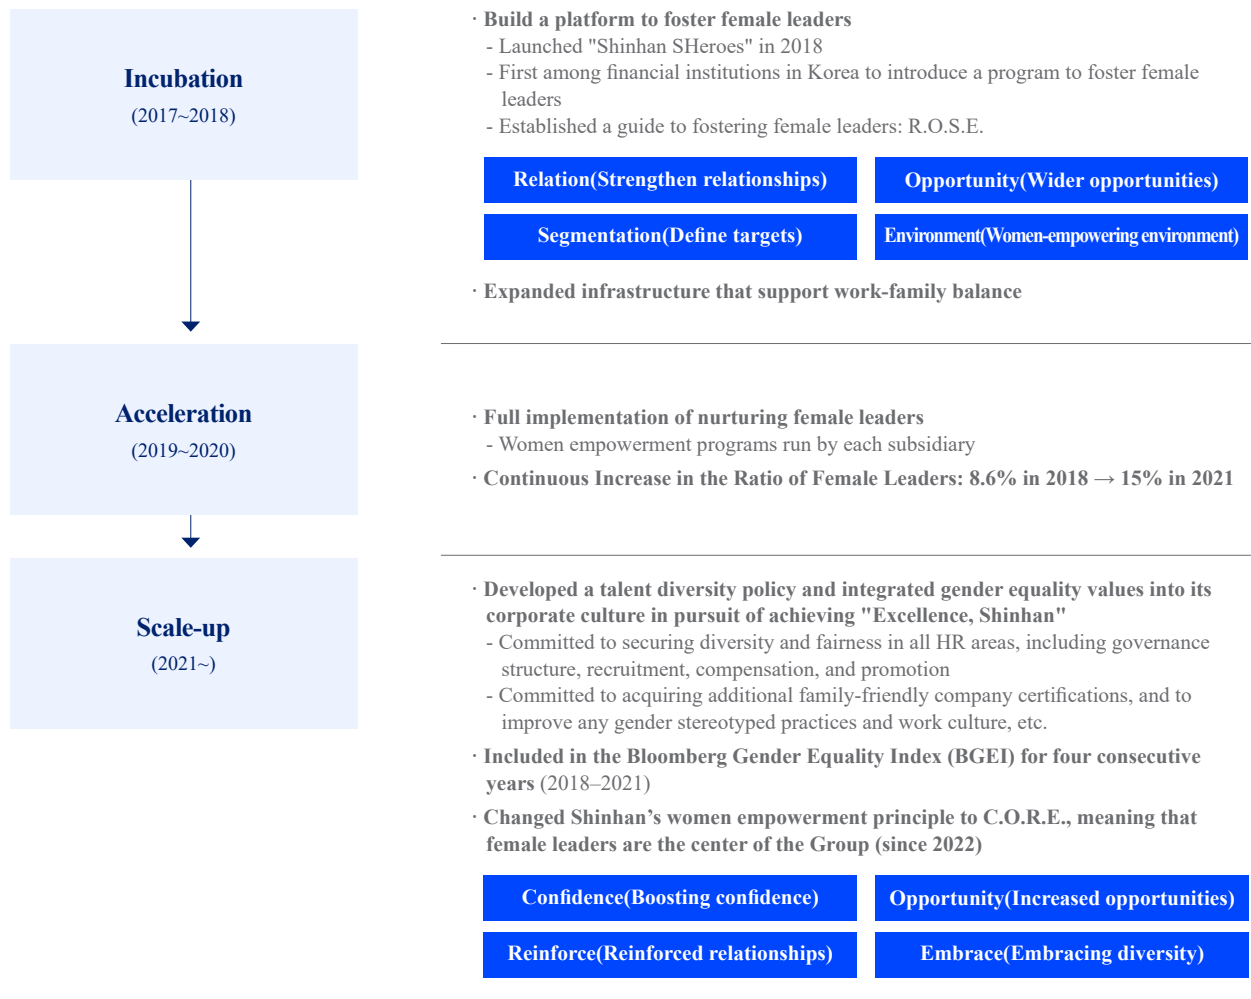 Incubation
(2017~2018)
· Build a platform to foster female leaders
- Launched "Shinhan SHeroes" in 2018
- First among financial institutions in Korea to introduce a program to foster female
leaders
- Established a guide to fostering female leaders: R.O.S.E.
Relation(Strengthen relationships)
Opportunity(Wider opportunities)
Segmentation(Define targets)
Environment(Women-empowering environment)
· Expanded infrastructure that support work-family balance
Acceleration
(2019~2020)
· Full implementation of nurturing female leaders
- Women empowerment programs run by each subsidiary
· Continuous Increase in the Ratio of Female Leaders: 8.6% in 2018 → 15% in 2021
Scale-up
(2021~)
· Developed a talent diversity policy and integrated gender equality values into its
corporate culture in pursuit of achieving "Excellence, Shinhan"
- Committed to securing diversity and fairness in all HR areas, including governance
structure, recruitment, compensation, and promotion
- Committed to acquiring additional family-friendly company certifications, and to
improve any gender stereotyped practices and work culture, etc.
· Included in the Bloomberg Gender Equality Index (BGEI) for four consecutive
years (2018–2021)
· Changed Shinhan’s women empowerment principle to C.O.R.E., meaning that
female leaders are the center of the Group (since 2022)
Confidence(Boosting confidence)
Opportunity(Increased opportunities)
Reinforce(Reinforced relationships)
Embrace(Embracing diversity)